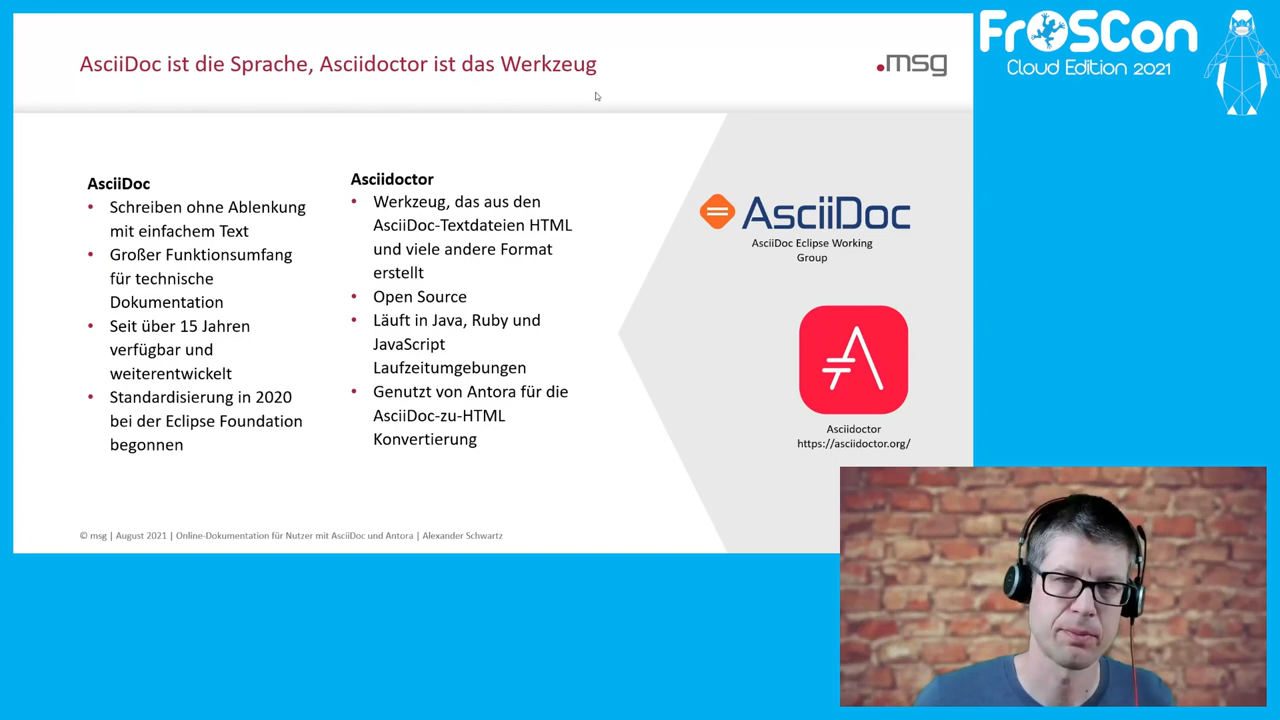 AsciiDoc ist die Sprache, Asciidoctor ist das Werkzeug
.msg
FrOSCon
Cloud Edition 2021
AsciiDoc
• Schreiben ohne Ablenkung
mit einfachem Text
• Großer Funktionsumfang
für technische
Dokumentation
• Seit über 15 Jahren
verfügbar und
weiterentwickelt
• Standardisierung in 2020
bei der Eclipse Foundation
begonnen
Asciidoctor
• Werkzeug, das aus den
AsciiDoc-Textdateien HTML
und viele andere Format
erstellt
• Open Source
• Läuft in Java, Ruby und
JavaScript
Laufzeitumgebungen
• Genutzt von Antora für die
AsciiDoc-zu-HTML
Konvertierung
AsciiDoc
AsciiDoc Eclipse Working
Group
Asciidoctor
https://asciidoctor.org/
© msg | August 2021 | Online-Dokumentation für Nutzer mit AsciiDoc und Antora | Alexander Schwartz